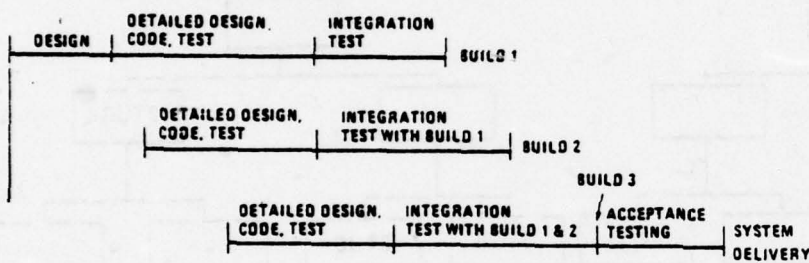 DESIGN
DETAILED DESIGN,
CODE, TEST
INTEGRATION
TEST
BUILD 1
DETAILED DESIGN,
CODE, TEST
INTEGRATION
TEST WITH BUILD 1
BUILD 2
DETAILED DESIGN,
CODE, TEST
INTEGRATION
TEST WITH BUILD 1 & 2
BUILD 3
ACCEPTANCE
TESTING
SYSTEM
DELIVERY